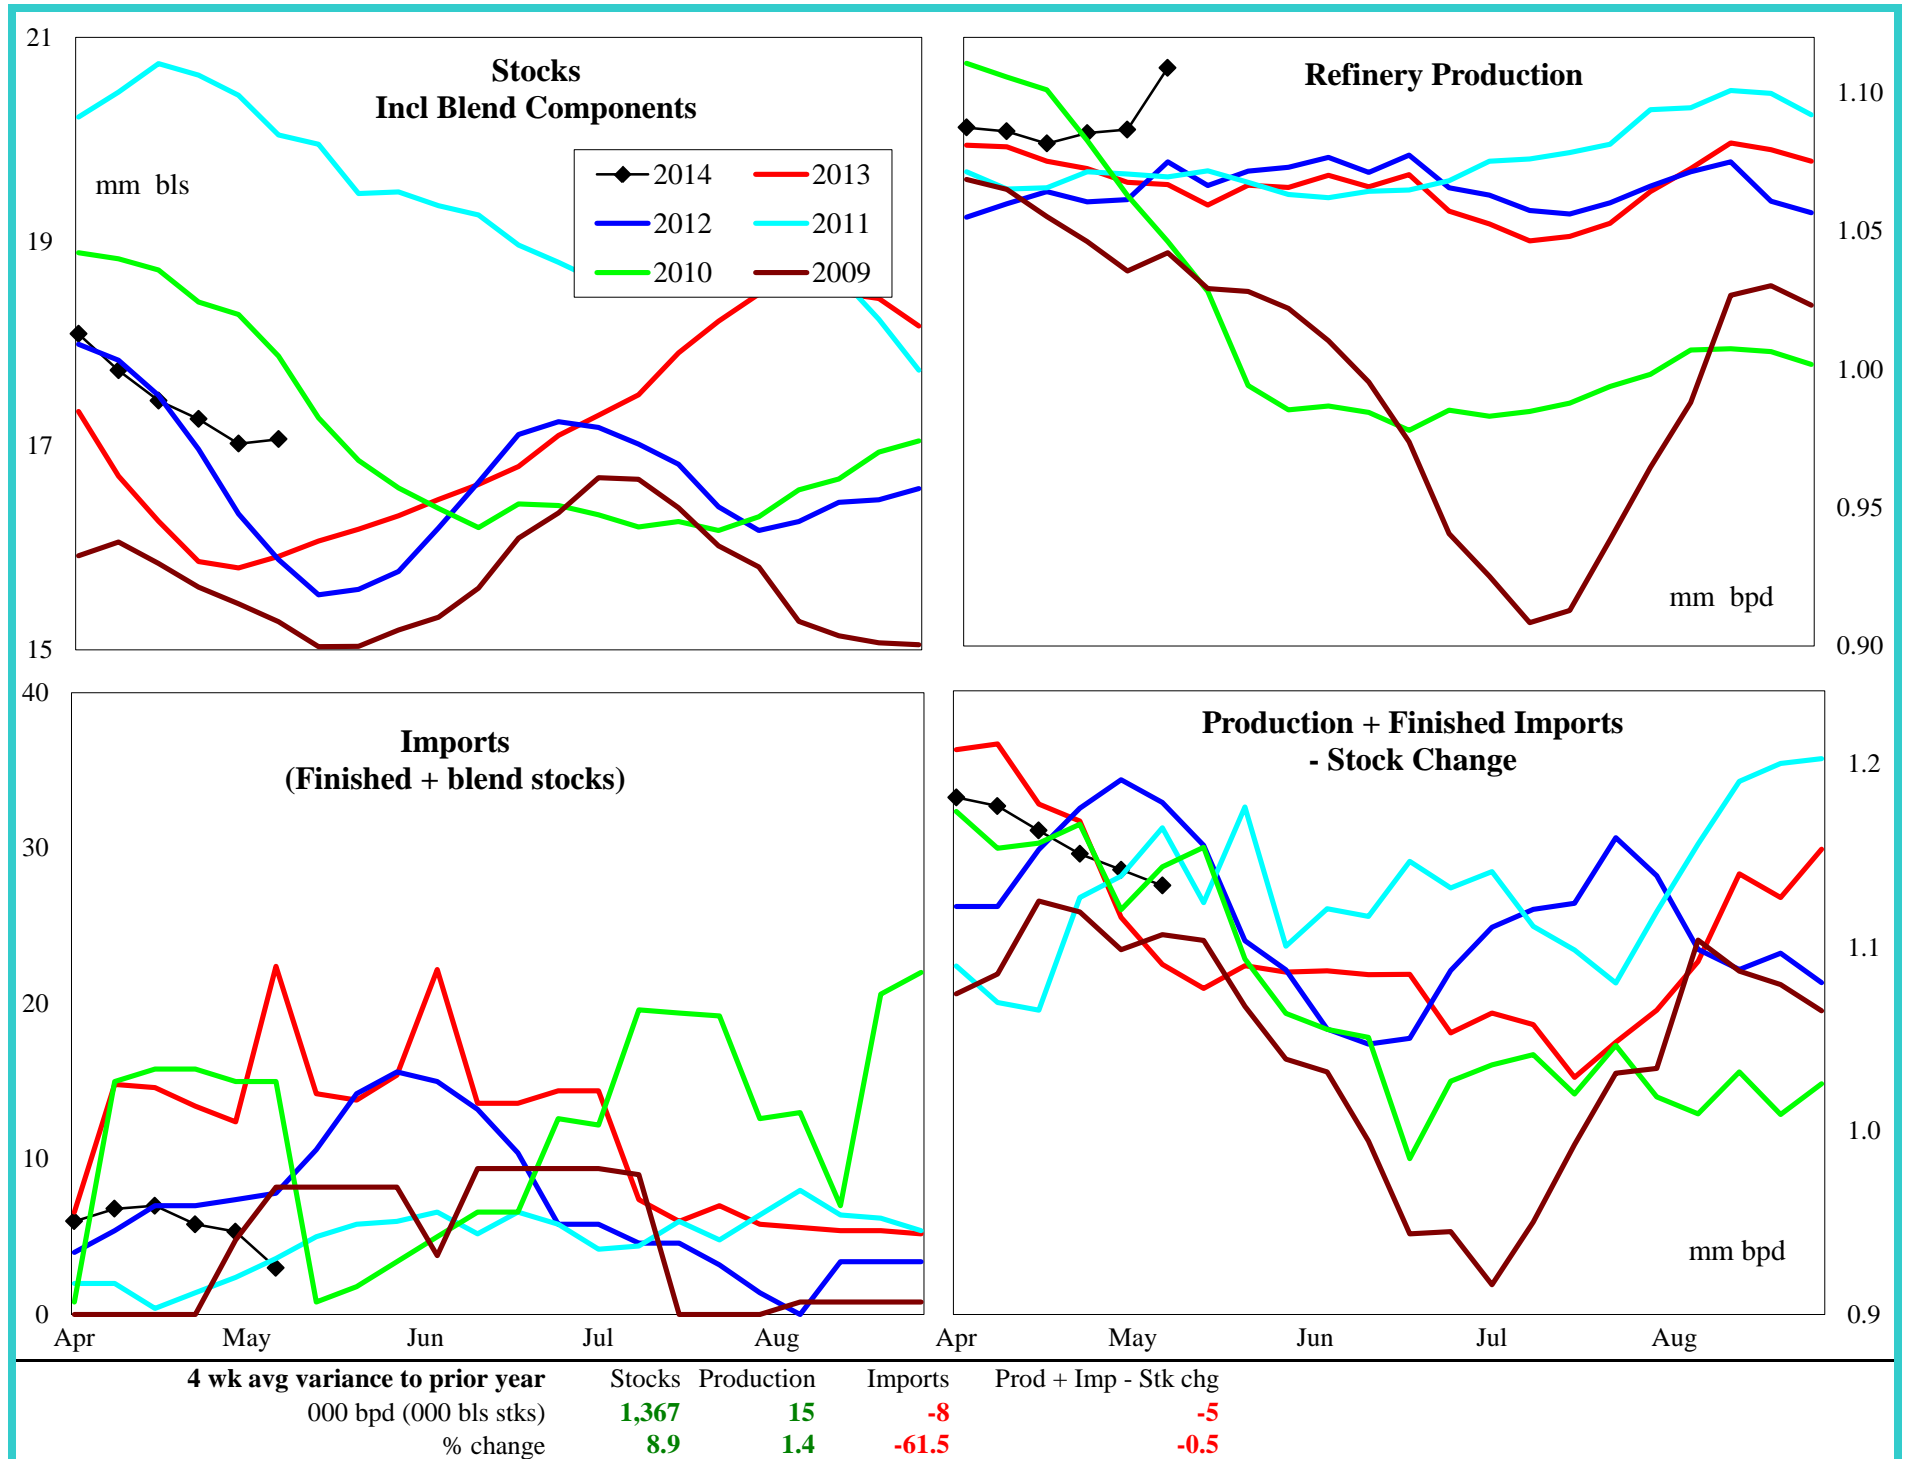 21
Stocks
Incl Blend Components
mm bls
2014 2013
2012 2011
2010 2009
19
17
15
Refinery Production
1.10
1.05
1.00
0.95
mm bpd
0.90
40
Imports
(Finished + blend stocks)
30
20
10
0
Apr May Jun Jul Aug
Production + Finished Imports
- Stock Change
1.2
1.1
1.0
mm bpd
0.9
Apr May Jun Jul Aug
4 wk avg variance to prior year Stocks Production Imports Prod + Imp - Stk chg
000 bpd (000 bls stks) 1,367 15 -8 -5
% change 8.9 1.4 -61.5 -0.5